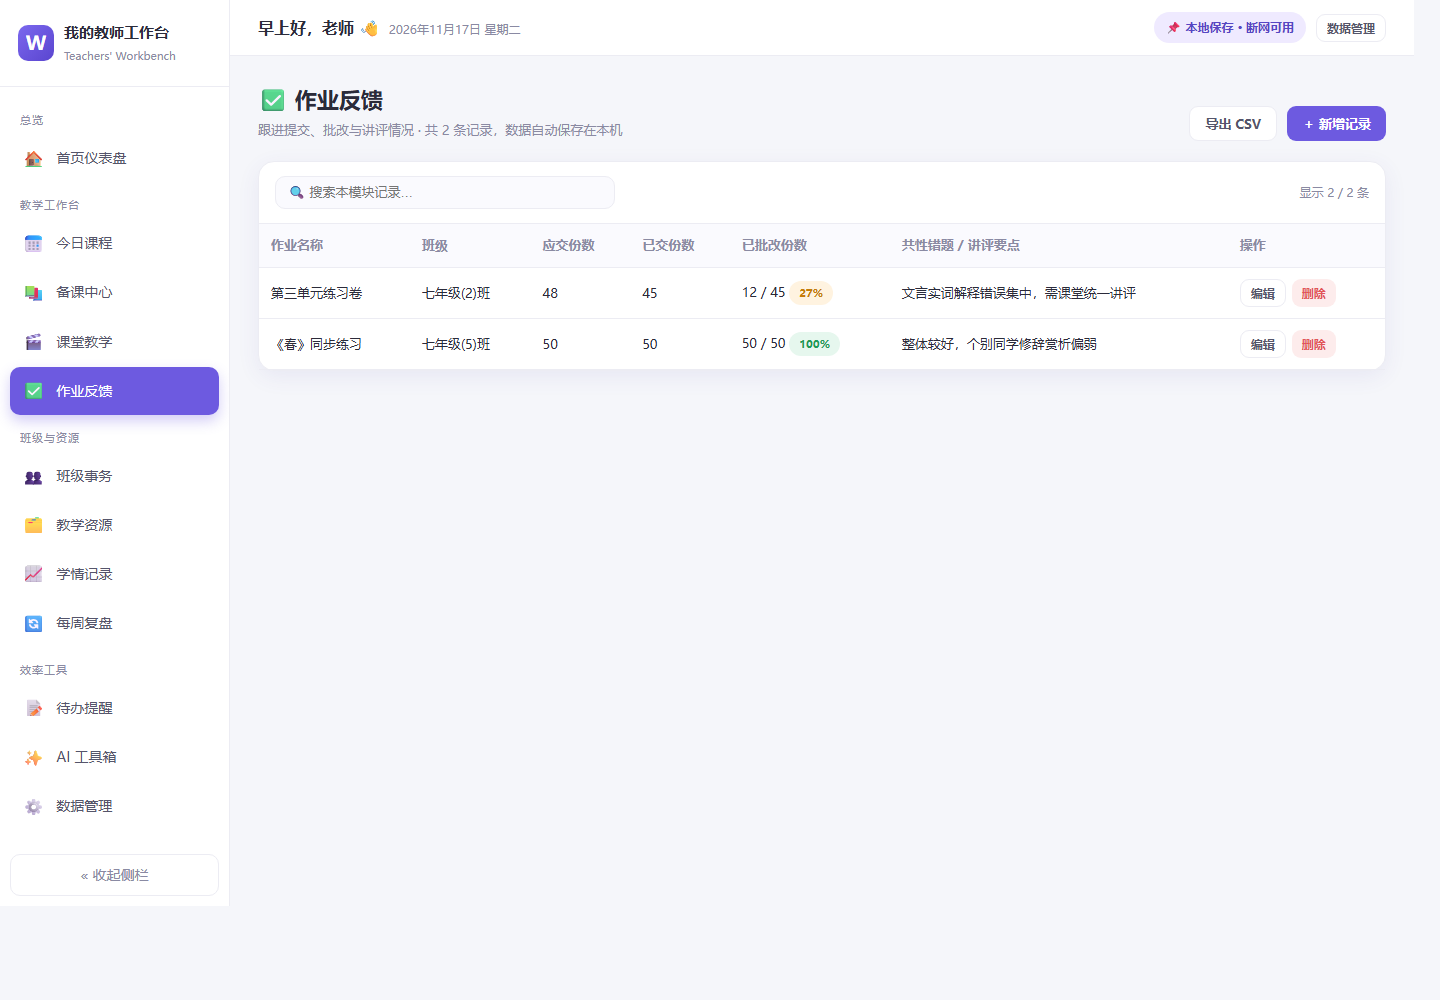 W
我的教师工作台
Teachers' Workbench
早上好，老师 👋 2026年11月17日 星期二
📌 本地保存 • 断网可用
数据管理
总览
首页仪表盘
教学工作台
今日课程
备课中心
课堂教学
作业反馈
班级与资源
班级事务
教学资源
学情记录
每周复盘
效率工具
待办提醒
AI 工具箱
数据管理
« 收起侧栏
✅ 作业反馈
跟进提交、批改与讲评情况 · 共 2 条记录，数据自动保存在本机
导出 CSV
+ 新增记录
🔍 搜索本模块记录...
显示 2 / 2 条
作业名称 班级 应交份数 已交份数 已批改份数 共性错题 / 讲评要点 操作
第三单元练习卷 七年级(2)班 48 45 12 / 45 27% 文言实词解释错误集中，需课堂统一讲评 编辑 删除
《春》同步练习 七年级(5)班 50 50 50 / 50 100% 整体较好，个别同学修辞赏析偏弱 编辑 删除